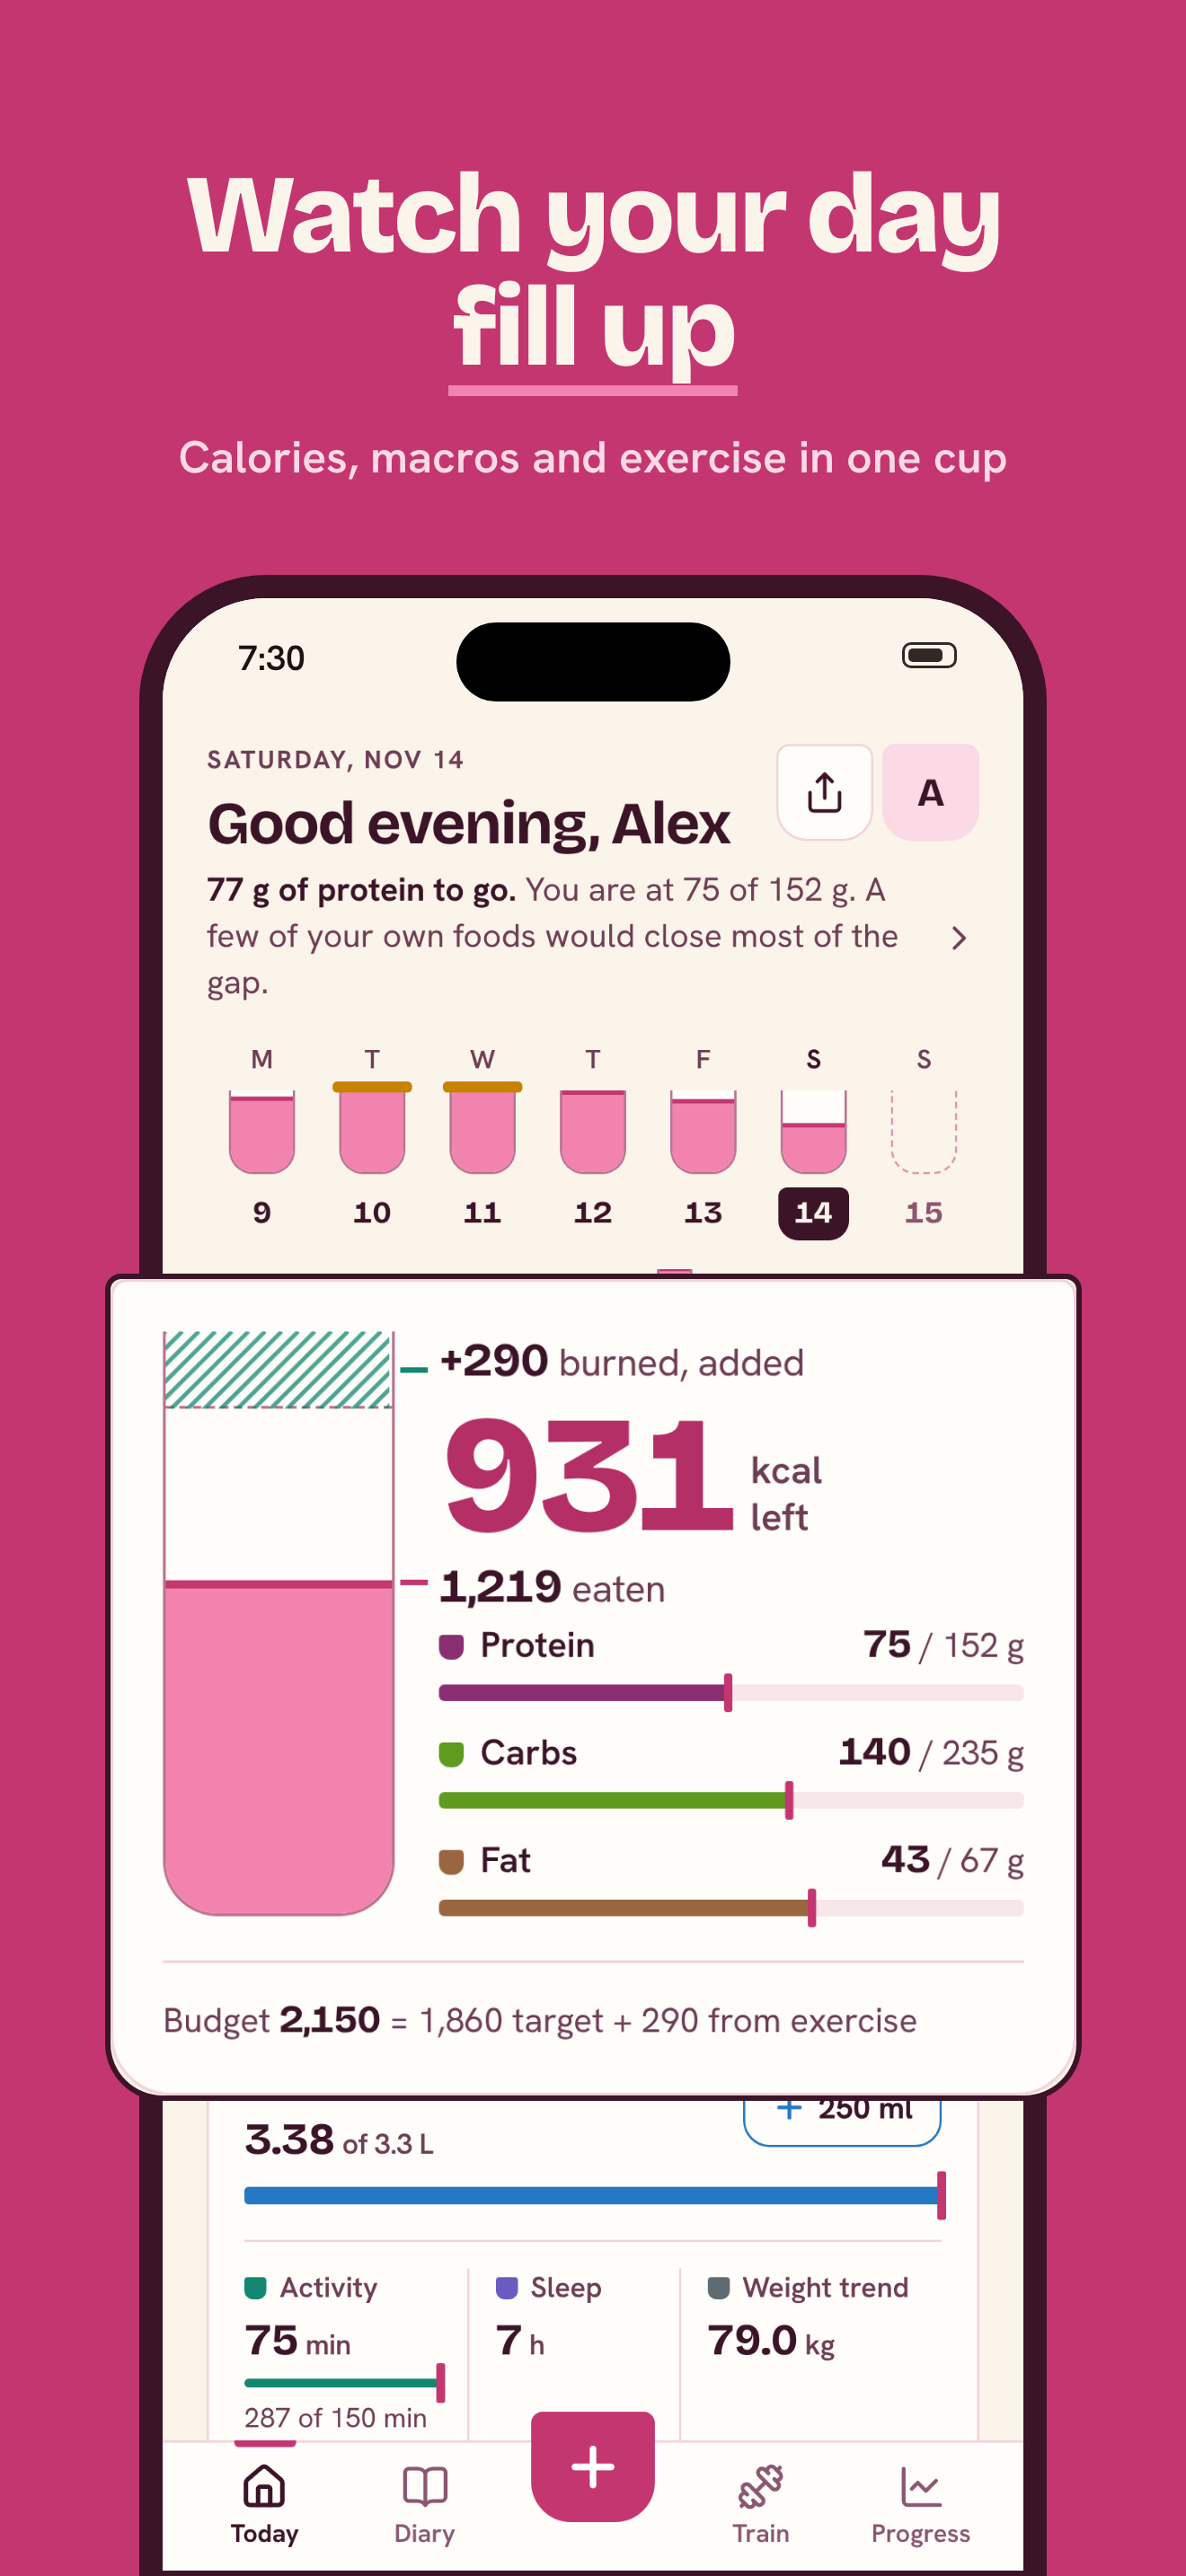 Watch your day
fill up
Calories, macros and exercise in one cup
7:30
SATURDAY, NOV 14
Good evening, Alex
A
77 g of protein to go. You are at 75 of 152 g. A
few of your own foods would close most of the
gap.
M T W T F S S
9 10 11 12 13 14 15
+290 burned, added
931 kcal left
1,219 eaten
Protein 75 / 152 g
Carbs 140 / 235 g
Fat 43 / 67 g
Budget 2,150 = 1,860 target + 290 from exercise
+ 250 ml
3.38 of 3.3 L
Activity Sleep Weight trend
75 min 7 h 79.0 kg
287 of 150 min
Today Diary Train Progress